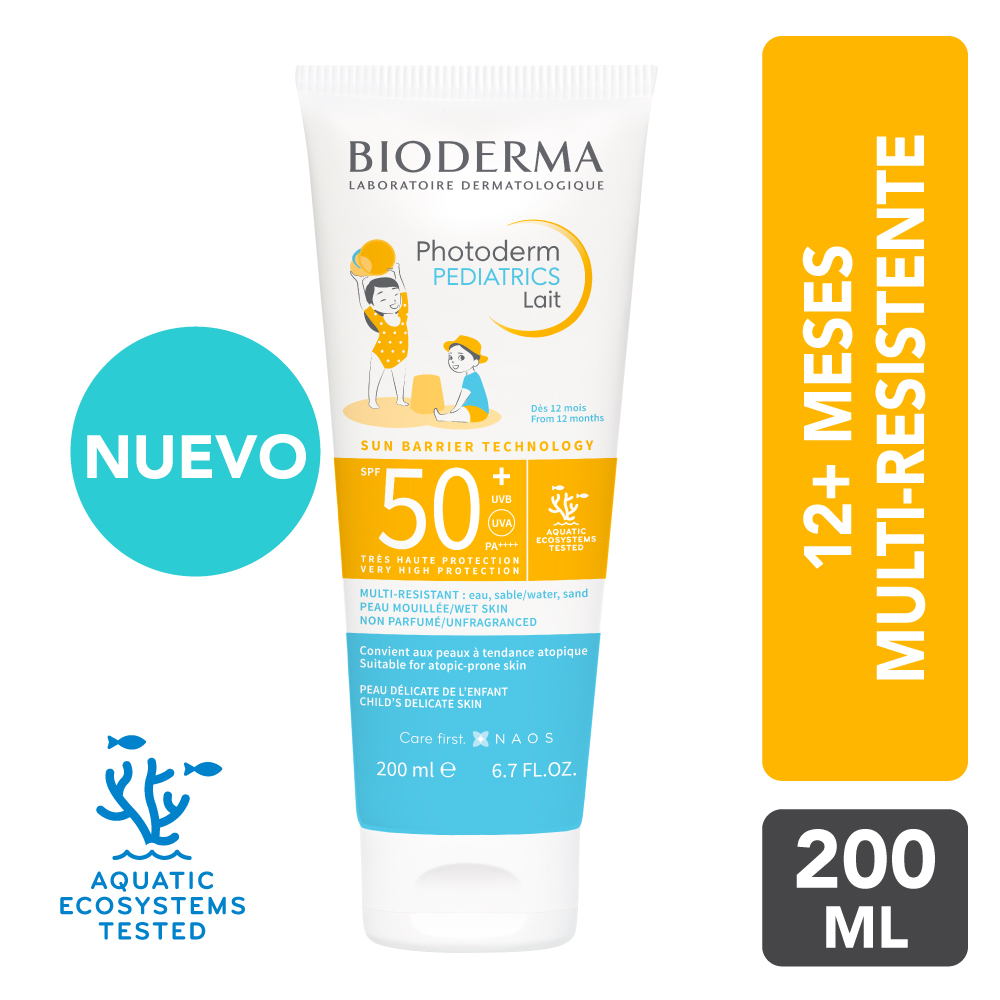 BIODERMA
LABORATOIRE DERMATOLOGIQUE
Photoderm
PEDIATRICS
Lait
Dès 12 mois
From 12 months
SUN BARRIER TECHNOLOGY
SPF 50+
UVB
UVA
PA++++
TRÈS HAUTE PROTECTION
VERY HIGH PROTECTION
AQUATIC
ECOSYSTEMS
TESTED
MULTI-RESISTANT : eau, sable/water, sand
PEAU MOUILLÉE/WET SKIN
NON PARFUMÉ/UNFRAGRANCED
Convient aux peaux à tendance atopique
Suitable for atopic-prone skin
PEAU DÉLICATE DE L'ENFANT
CHILD'S DELICATE SKIN
Care first. NAOS
200 ml ℮ 6.7 FL.OZ.
NUEVO
AQUATIC
ECOSYSTEMS
TESTED
12+ MESES
MULTI-RESISTENTE
200
ML